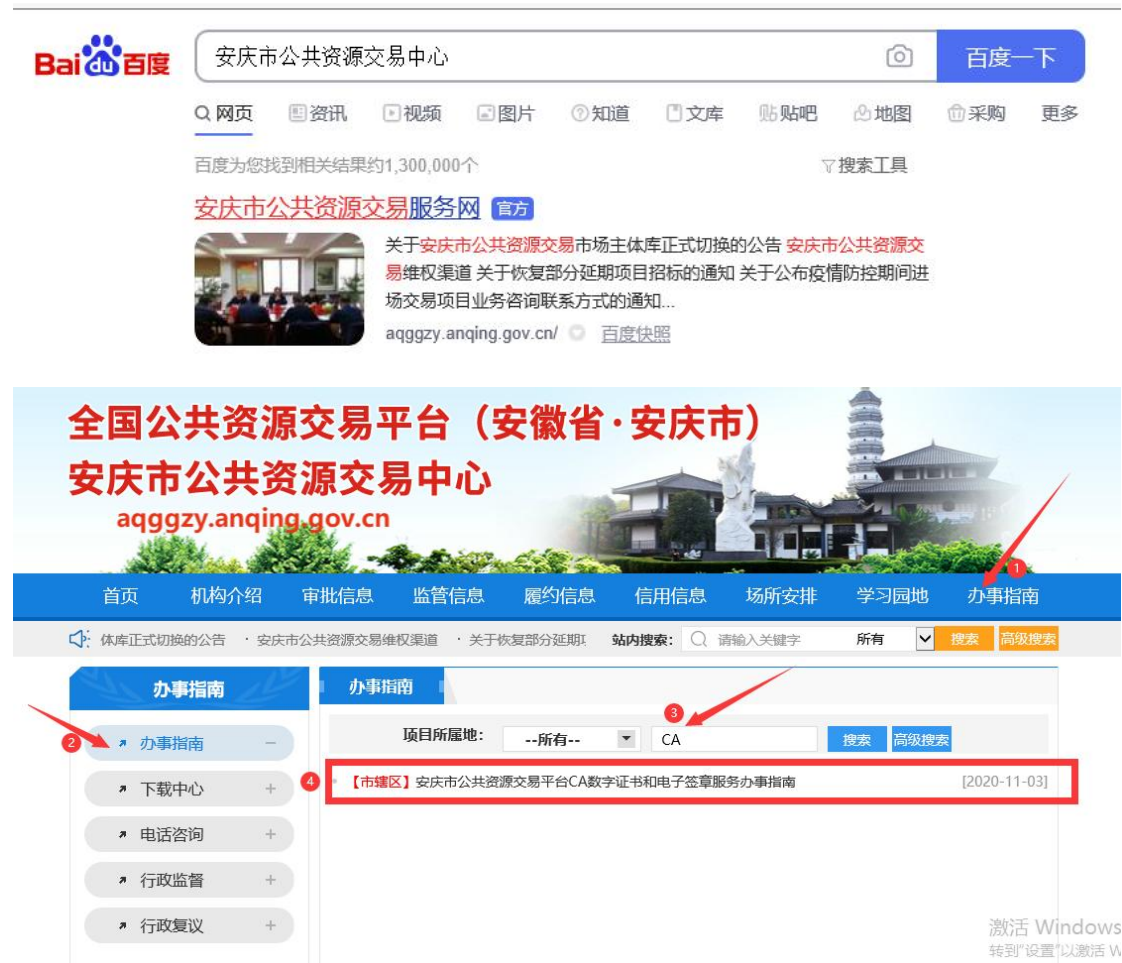 Bai du 百度
安庆市公共资源交易中心
百度一下
网页 资讯 视频 图片 知道 文库 贴吧 地图 采购 更多
百度为您找到相关结果约1,300,000个
搜索工具
安庆市公共资源交易服务网 官方
关于安庆市公共资源交易市场主体库正式切换的公告 安庆市公共资源交
易维权渠道 关于恢复部分延期项目招标的通知 关于公布疫情防控期间进
场交易项目业务咨询联系方式的通知...
aqggzy.anqing.gov.cn/ 百度快照
全国公共资源交易平台（安徽省·安庆市）
安庆市公共资源交易中心
aqggzy.anqing.gov.cn
1
首页 机构介绍 审批信息 监管信息 履约信息 信用信息 场所安排 学习园地 办事指南
体库正式切换的公告 ·安庆市公共资源交易维权渠道 ·关于恢复部分延期 站内搜索： 请输入关键字 所有 搜索 高级搜索
办事指南
办事指南
3
2 办事指南
项目所属地： --所有-- CA 搜索 高级搜索
4 【市辖区】安庆市公共资源交易平台CA数字证书和电子签章服务办事指南 [2020-11-03]
下载中心
电话咨询
行政监督
行政复议
激活 Windows
转到"设置"以激活 W